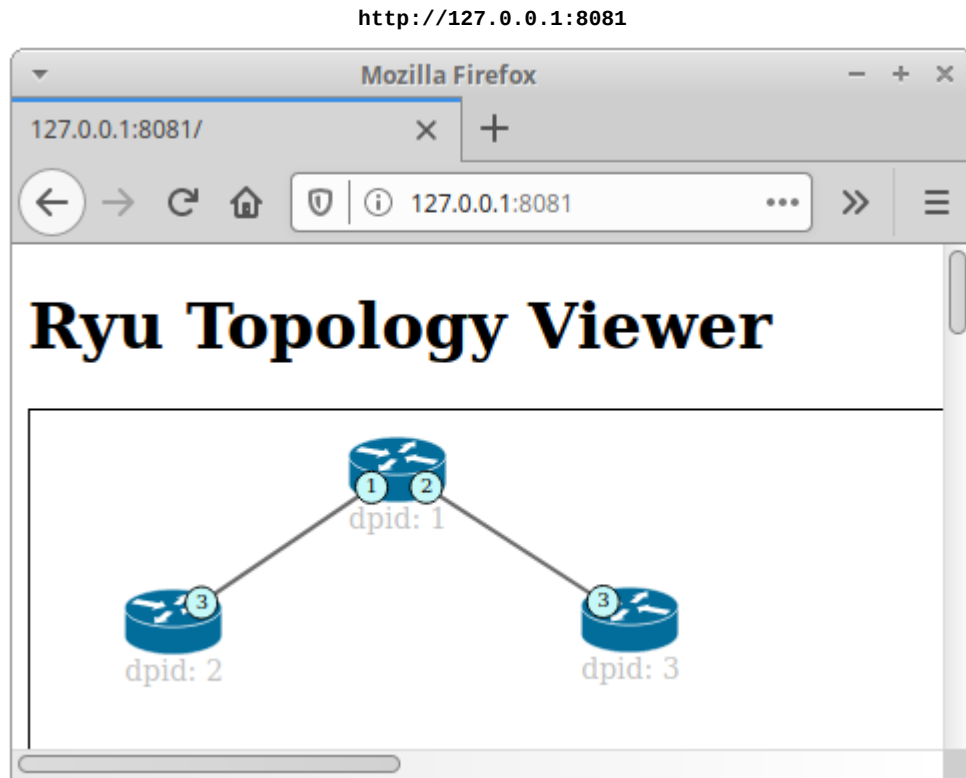 http://127.0.0.1:8081
Mozilla Firefox
127.0.0.1:8081/
127.0.0.1:8081
Ryu Topology Viewer
1 2
dpid: 1
3 3
dpid: 2 dpid: 3